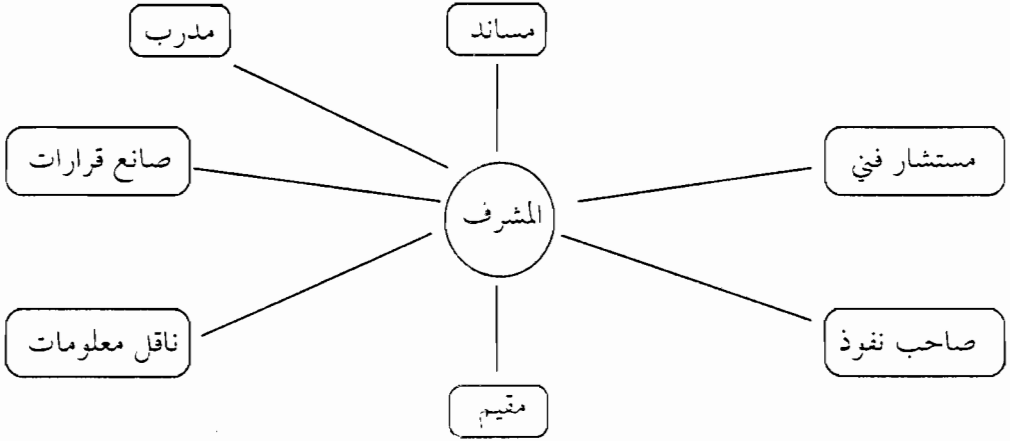 مساند
مدرب
مستشار فني
صانع قرارات
المشرف
صاحب نفوذ
ناقل معلومات
مقيم